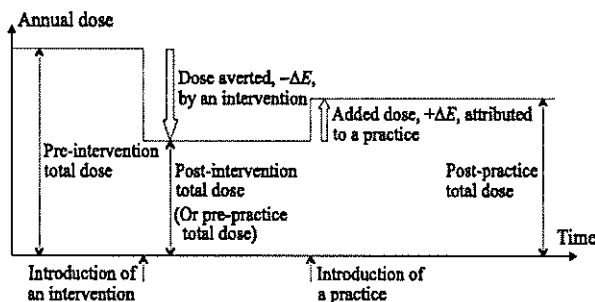 Annual dose
Dose averted, −ΔE,
by an intervention
Added dose, +ΔE, attributed
to a practice
Pre-intervention
total dose
Post-intervention
total dose
(Or pre-practice
total dose)
Post-practice
total dose
Time
Introduction of
an intervention
Introduction of
a practice